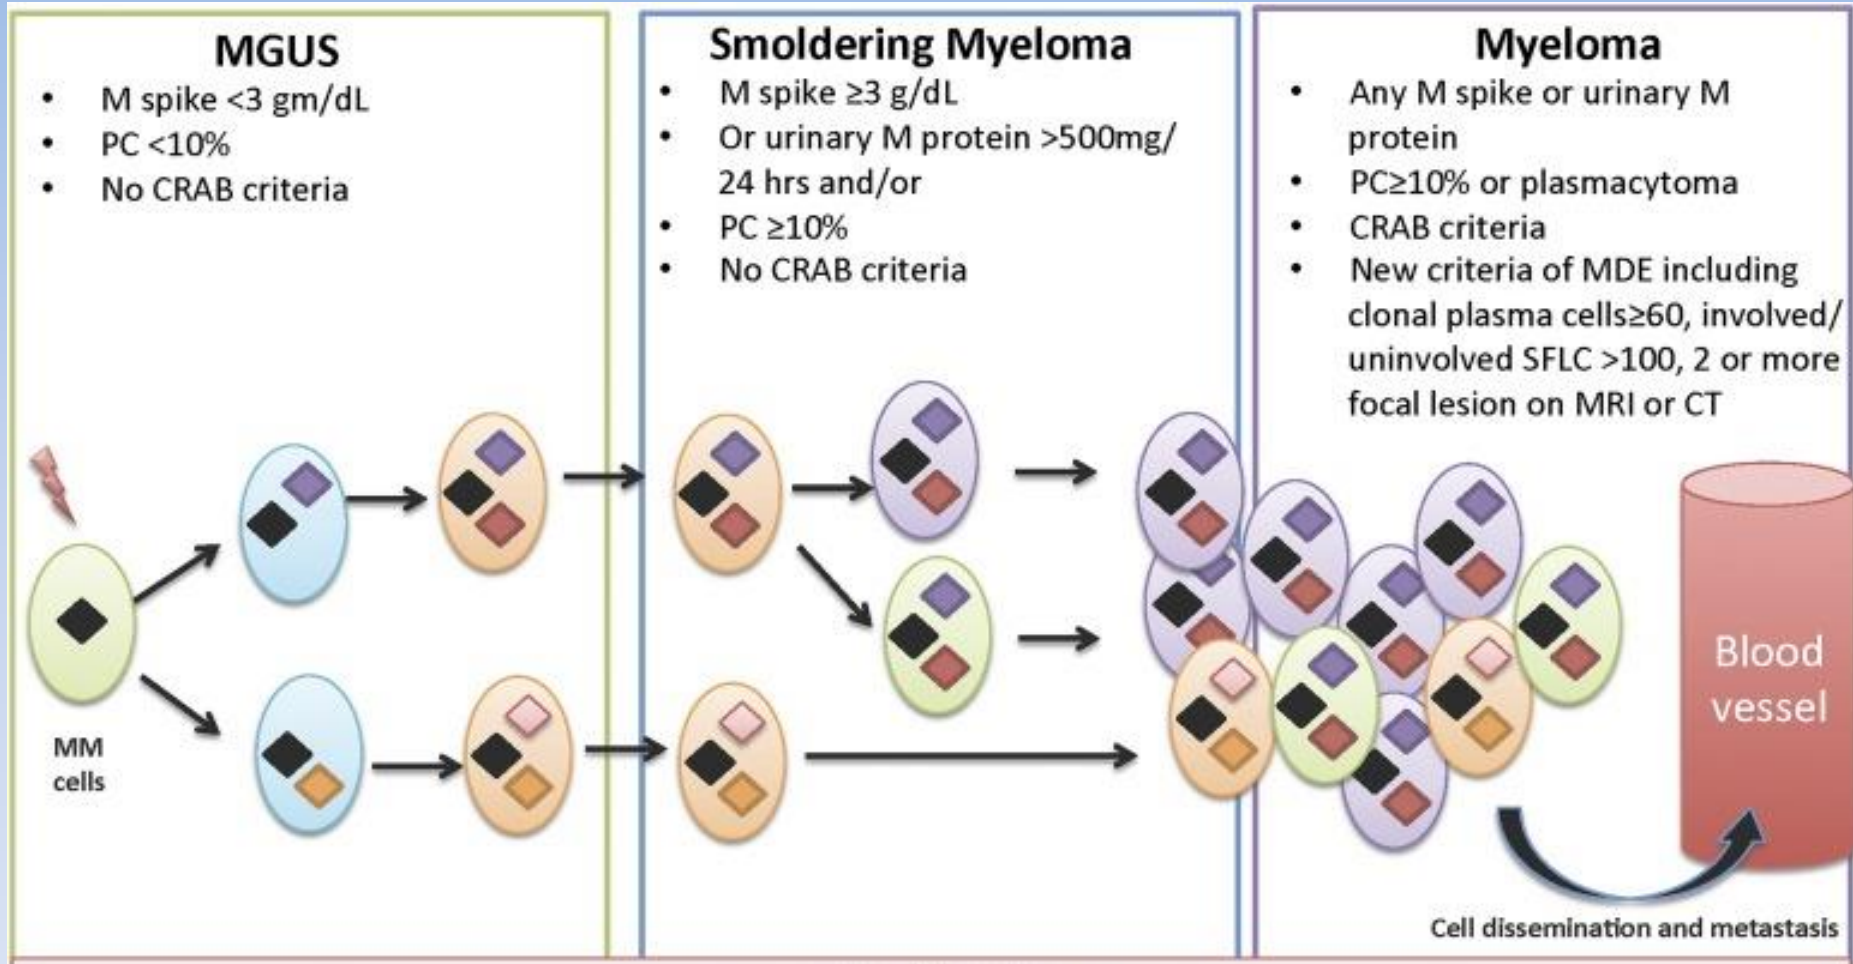 MGUS
• M spike <3 gm/dL
• PC <10%
• No CRAB criteria
Smoldering Myeloma
• M spike ≥3 g/dL
• Or urinary M protein >500mg/
24 hrs and/or
• PC ≥10%
• No CRAB criteria
Myeloma
• Any M spike or urinary M
protein
• PC≥10% or plasmacytoma
• CRAB criteria
• New criteria of MDE including
clonal plasma cells≥60, involved/
uninvolved SFLC >100, 2 or more
focal lesion on MRI or CT
MM
cells
Blood
vessel
Cell dissemination and metastasis